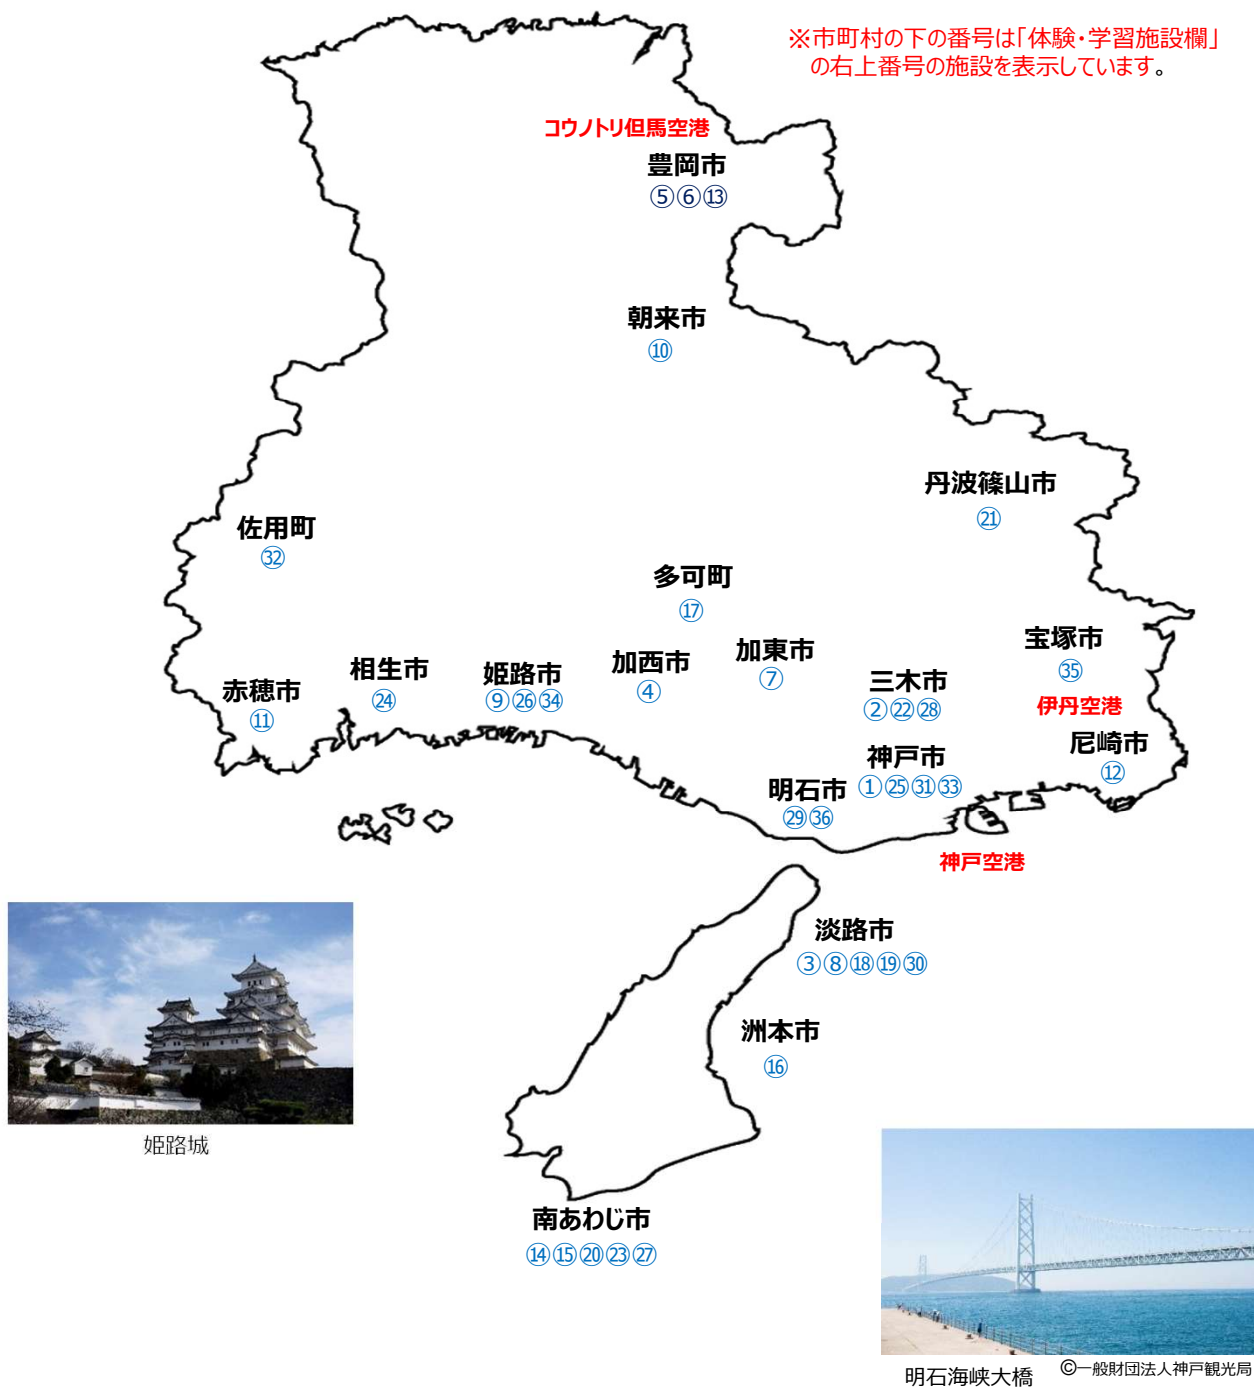 ※市町村の下の番号は「体験・学習施設欄」
の右上番号の施設を表示しています。
コウノトリ但馬空港
豊岡市
⑤⑥⑬
朝来市
⑩
丹波篠山市
㉑
佐用町
㉜
多可町
⑰
宝塚市
㉟
加東市
⑦
加西市
④
姫路市
⑨㉖㉞
相生市
㉔
赤穂市
⑪
三木市
②㉒㉘
伊丹空港
尼崎市
⑫
神戸市
①㉕㉛㉝
明石市
㉙㊱
神戸空港
淡路市
③⑧⑱⑲㉚
洲本市
⑯
姫路城
南あわじ市
⑭⑮⑳㉓㉗
明石海峡大橋
©一般財団法人神戸観光局